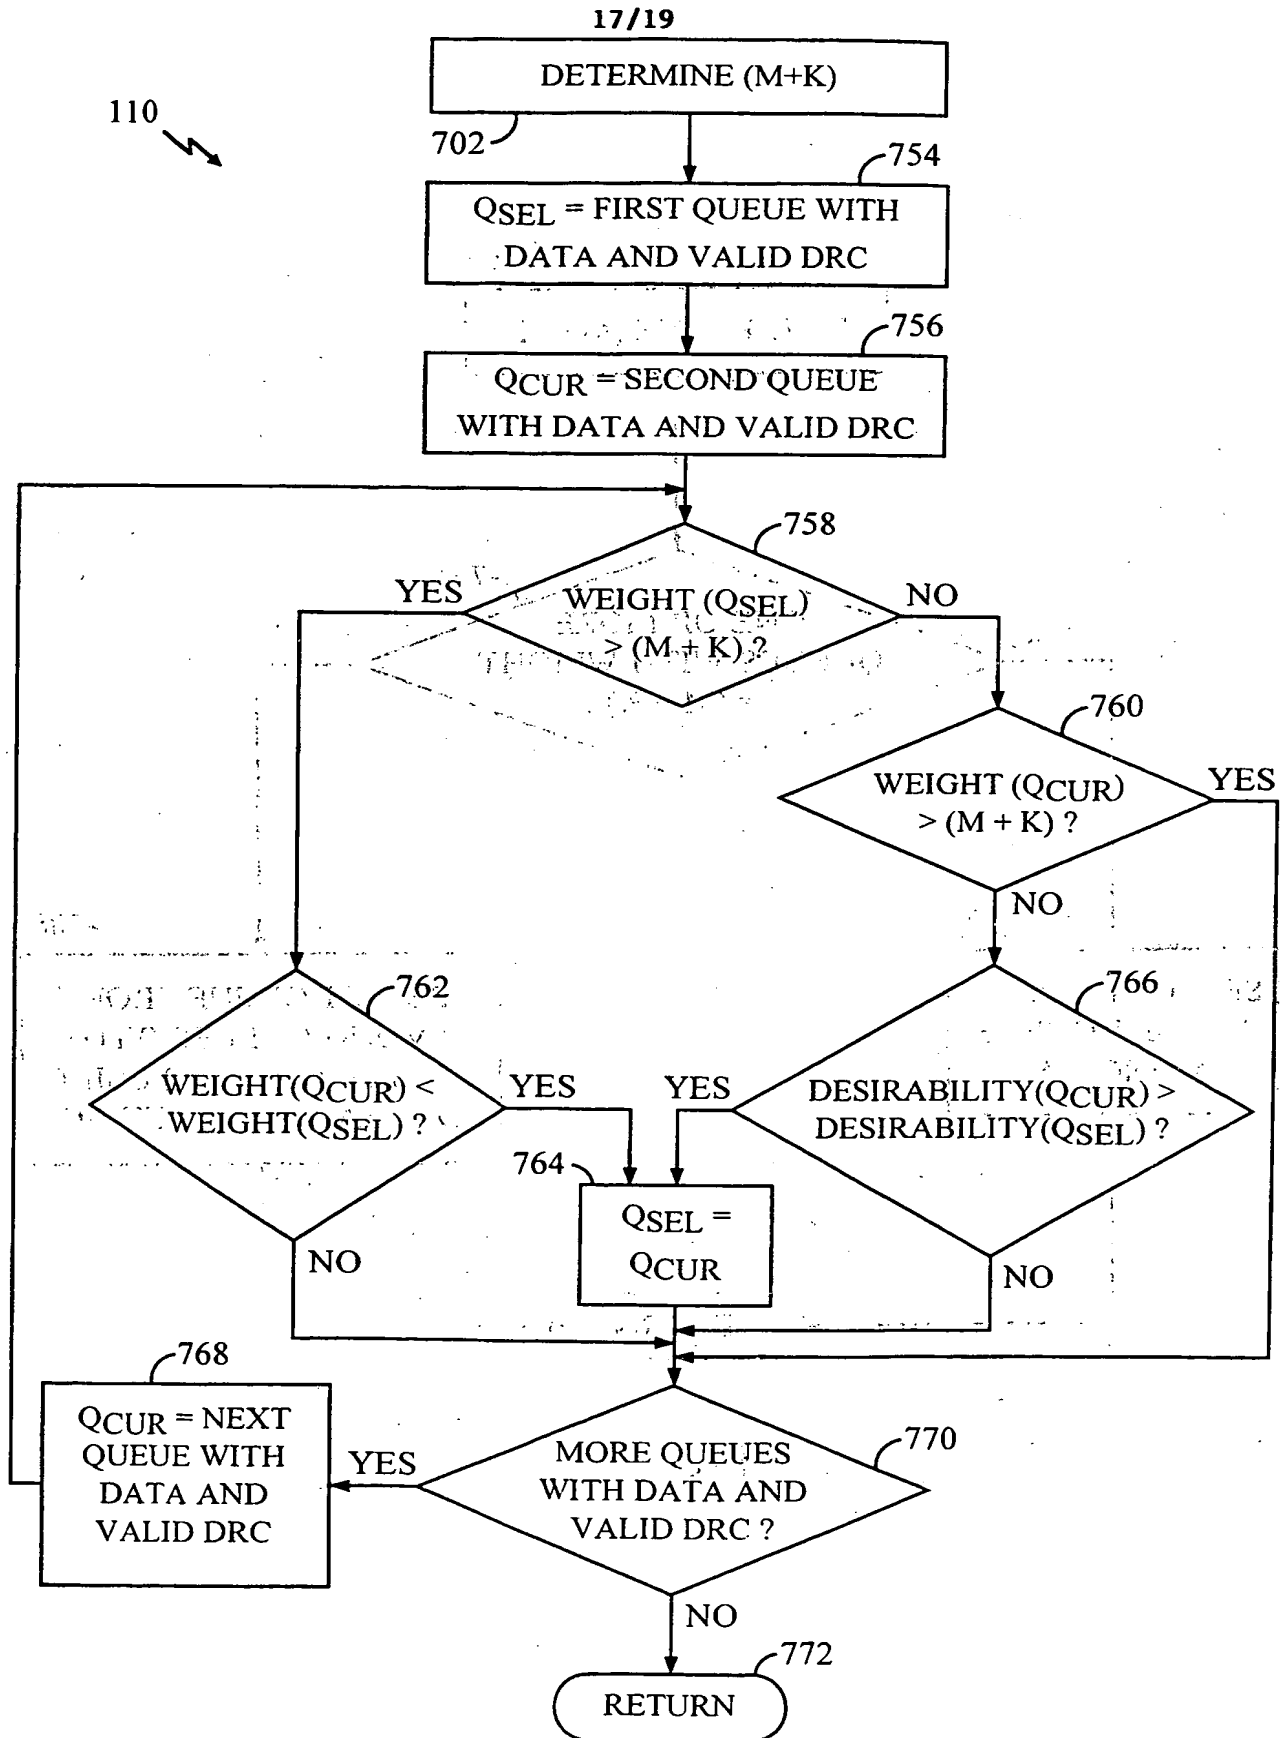 17/19
DETERMINE (M+K)
110
702
754
QSEL = FIRST QUEUE WITH
DATA AND VALID DRC
756
QCUR = SECOND QUEUE
WITH DATA AND VALID DRC
758
YES
WEIGHT (QSEL)
> (M + K) ?
NO
760
WEIGHT (QCUR)
> (M + K) ?
YES
NO
762
WEIGHT(QCUR) <
WEIGHT(QSEL) ?
YES
NO
766
YES
DESIRABILITY(QCUR) >
DESIRABILITY(QSEL) ?
NO
764
QSEL =
QCUR
768
QCUR = NEXT
QUEUE WITH
DATA AND
VALID DRC
YES
770
MORE QUEUES
WITH DATA AND
VALID DRC ?
NO
772
RETURN